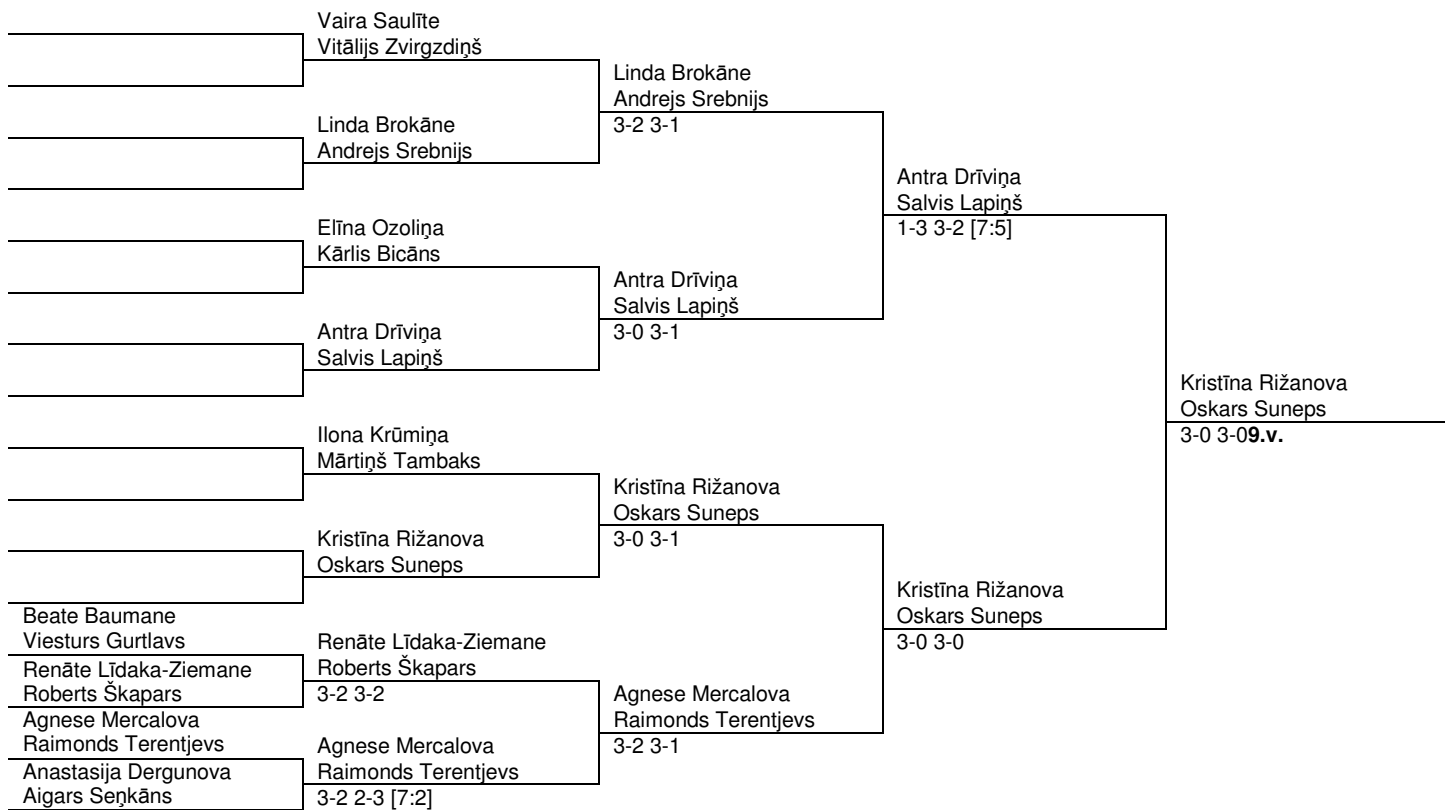 Vaira Saulīte
Vitālijs Zvirgzdiņš
Linda Brokāne
Andrejs Srebnijs
3-2 3-1
Linda Brokāne
Andrejs Srebnijs
Antra Drīviņa
Salvis Lapiņš
1-3 3-2 [7:5]
Elīna Ozoliņa
Kārlis Bicāns
Antra Drīviņa
Salvis Lapiņš
3-0 3-1
Antra Drīviņa
Salvis Lapiņš
Kristīna Rižanova
Oskars Suneps
3-0 3-09.v.
Ilona Krūmiņa
Mārtiņš Tambaks
Kristīna Rižanova
Oskars Suneps
3-0 3-1
Kristīna Rižanova
Oskars Suneps
Kristīna Rižanova
Oskars Suneps
3-0 3-0
Beate Baumane
Viesturs Gurtlavs
Renāte Līdaka-Ziemane
Roberts Škapars
Renāte Līdaka-Ziemane
Roberts Škapars
3-2 3-2
Agnese Mercalova
Raimonds Terentjevs
3-2 3-1
Agnese Mercalova
Raimonds Terentjevs
Anastasija Dergunova
Aigars Seņkāns
Agnese Mercalova
Raimonds Terentjevs
3-2 2-3 [7:2]